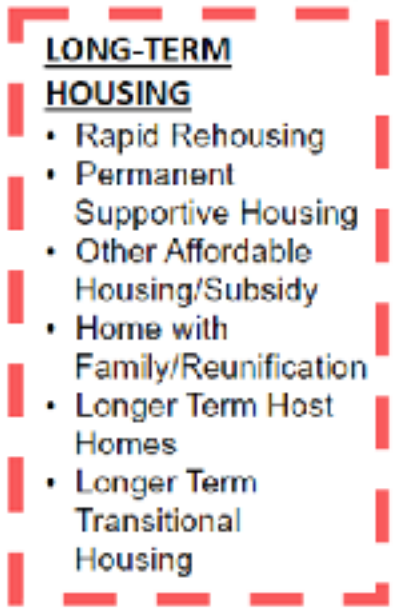 LONG-TERM
HOUSING
• Rapid Rehousing
• Permanent
Supportive Housing
• Other Affordable
Housing/Subsidy
• Home with
Family/Reunification
• Longer Term Host
Homes
• Longer Term
Transitional
Housing